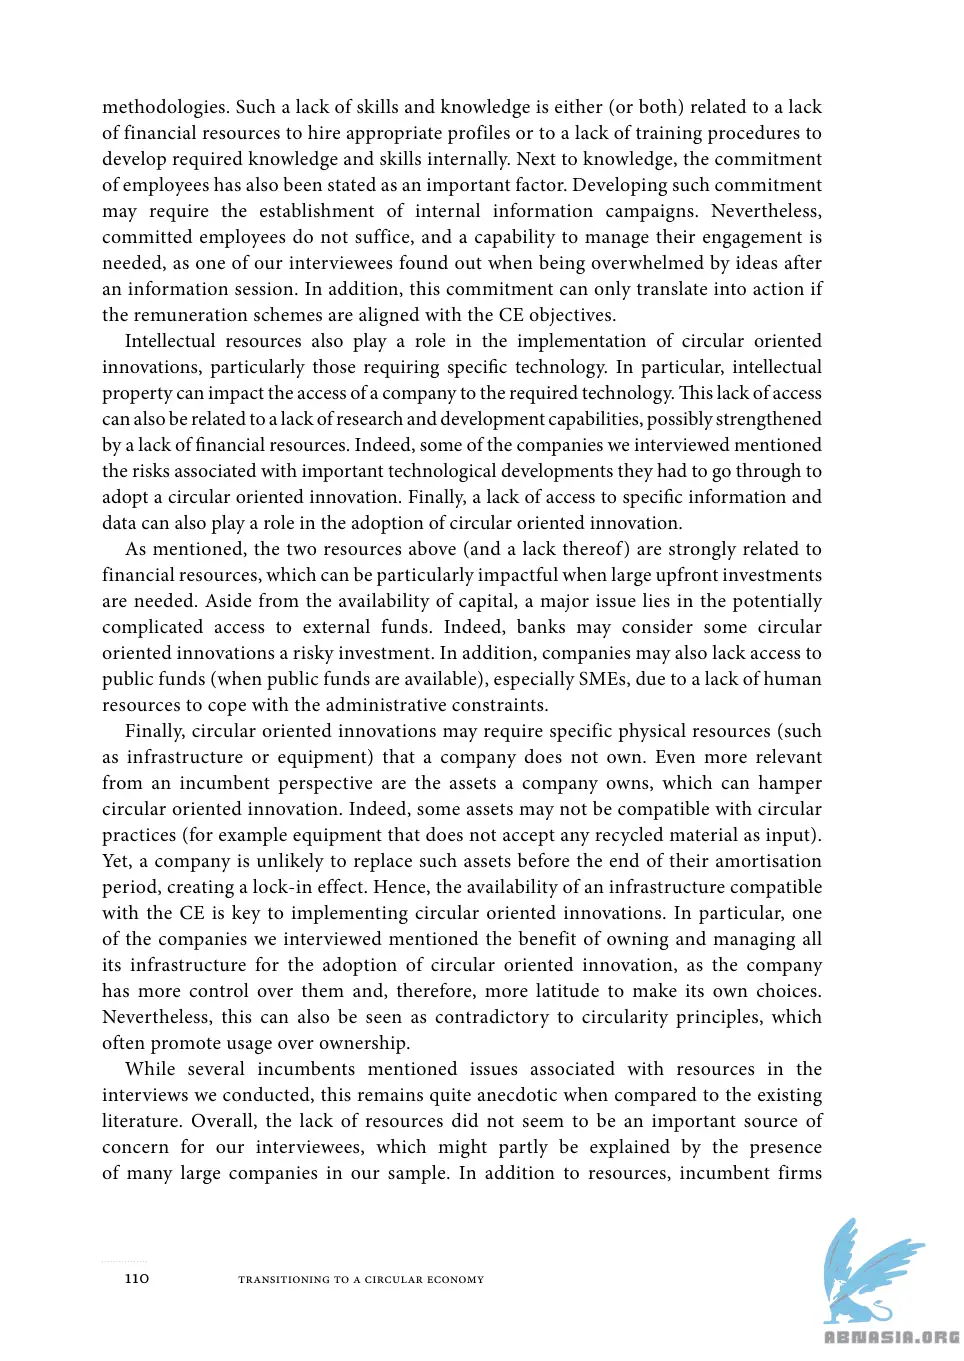 methodologies. Such a lack of skills and knowledge is either (or both) related to a lack
of financial resources to hire appropriate profiles or to a lack of training procedures to
develop required knowledge and skills internally. Next to knowledge, the commitment
of employees has also been stated as an important factor. Developing such commitment
may require the establishment of internal information campaigns. Nevertheless,
committed employees do not suffice, and a capability to manage their engagement is
needed, as one of our interviewees found out when being overwhelmed by ideas after
an information session. In addition, this commitment can only translate into action if
the remuneration schemes are aligned with the CE objectives.
Intellectual resources also play a role in the implementation of circular oriented
innovations, particularly those requiring specific technology. In particular, intellectual
property can impact the access of a company to the required technology. This lack of access
can also be related to a lack of research and development capabilities, possibly strengthened
by a lack of financial resources. Indeed, some of the companies we interviewed mentioned
the risks associated with important technological developments they had to go through to
adopt a circular oriented innovation. Finally, a lack of access to specific information and
data can also play a role in the adoption of circular oriented innovation.
As mentioned, the two resources above (and a lack thereof) are strongly related to
financial resources, which can be particularly impactful when large upfront investments
are needed. Aside from the availability of capital, a major issue lies in the potentially
complicated access to external funds. Indeed, banks may consider some circular
oriented innovations a risky investment. In addition, companies may also lack access to
public funds (when public funds are available), especially SMEs, due to a lack of human
resources to cope with the administrative constraints.
Finally, circular oriented innovations may require specific physical resources (such
as infrastructure or equipment) that a company does not own. Even more relevant
from an incumbent perspective are the assets a company owns, which can hamper
circular oriented innovation. Indeed, some assets may not be compatible with circular
practices (for example equipment that does not accept any recycled material as input).
Yet, a company is unlikely to replace such assets before the end of their amortisation
period, creating a lock-in effect. Hence, the availability of an infrastructure compatible
with the CE is key to implementing circular oriented innovations. In particular, one
of the companies we interviewed mentioned the benefit of owning and managing all
its infrastructure for the adoption of circular oriented innovation, as the company
has more control over them and, therefore, more latitude to make its own choices.
Nevertheless, this can also be seen as contradictory to circularity principles, which
often promote usage over ownership.
While several incumbents mentioned issues associated with resources in the
interviews we conducted, this remains quite anecdotic when compared to the existing
literature. Overall, the lack of resources did not seem to be an important source of
concern for our interviewees, which might partly be explained by the presence
of many large companies in our sample. In addition to resources, incumbent firms
110 TRANSITIONING TO A CIRCULAR ECONOMY
ABNASIA.ORG